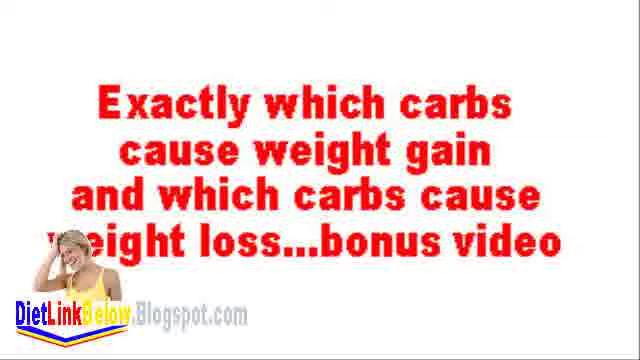 Exactly which carbs
cause weight gain
and which carbs cause
weight loss...bonus video
DietLinkBelow.Blogspot.com